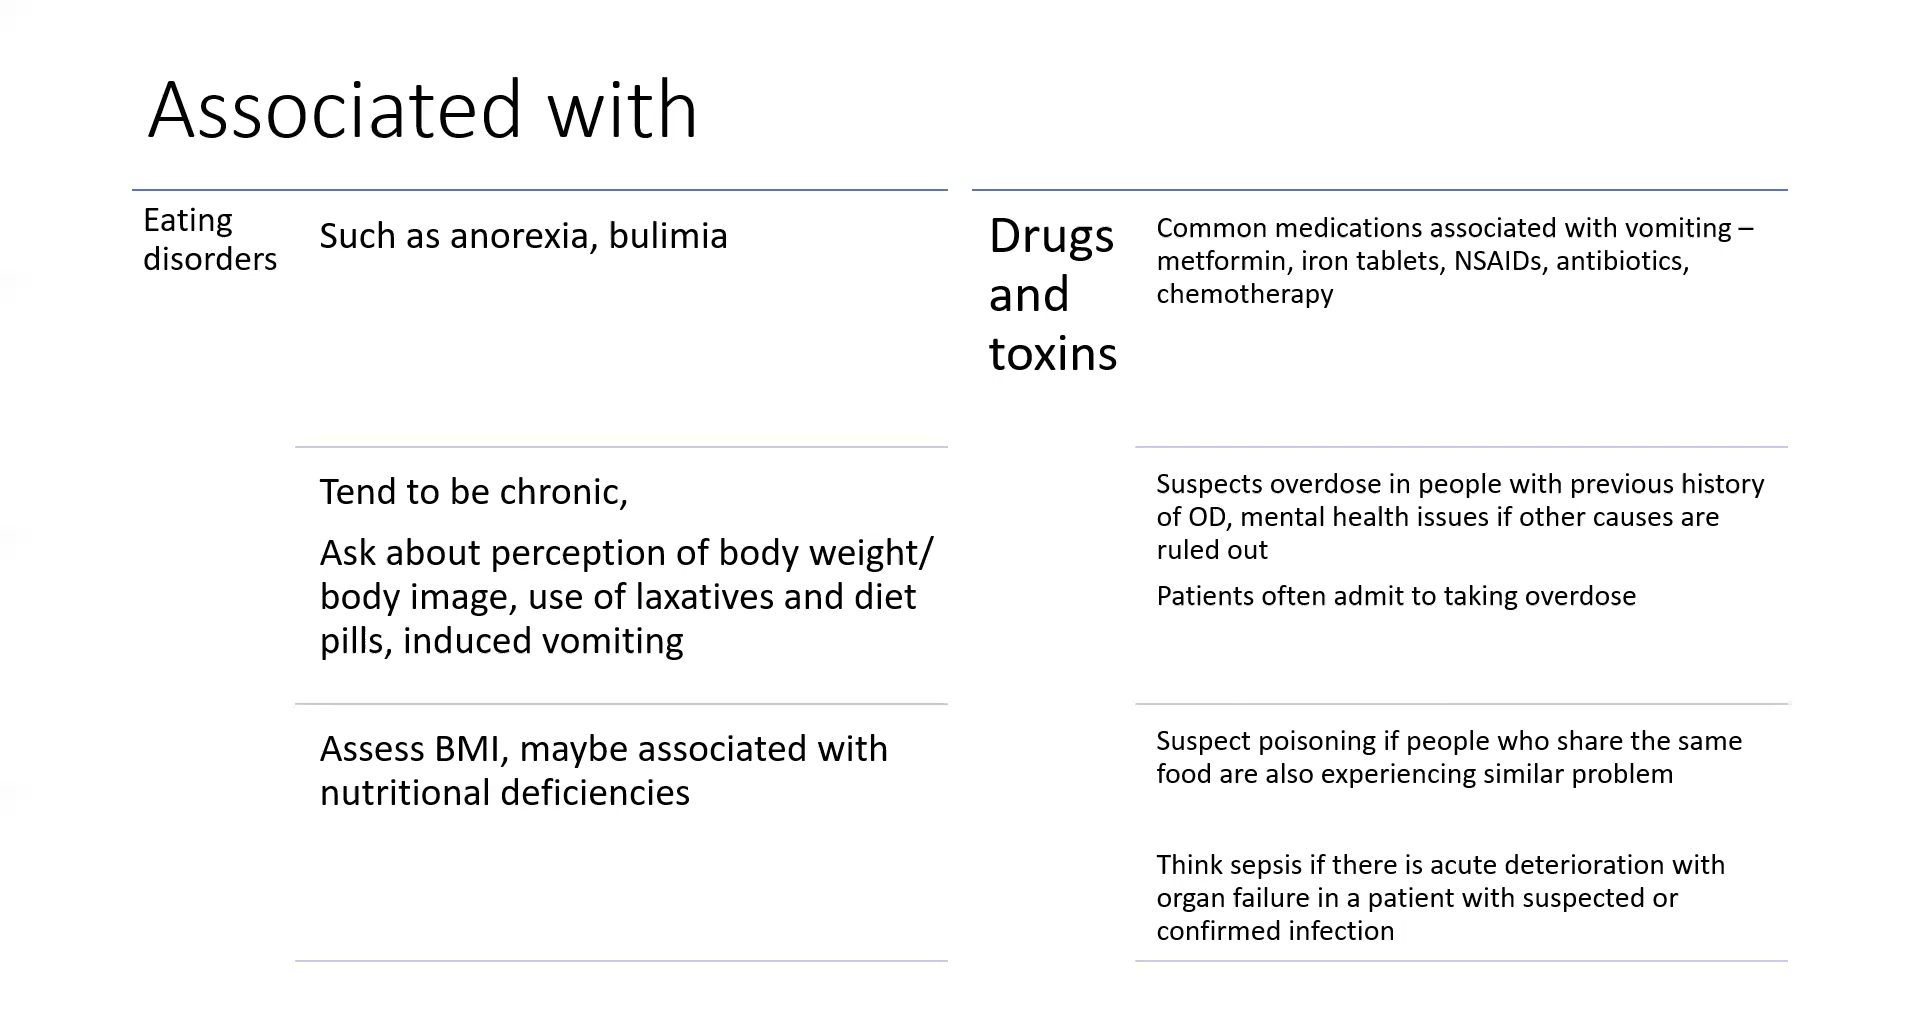 Associated with
Eating
disorders
Such as anorexia, bulimia
Tend to be chronic,
Ask about perception of body weight/
body image, use of laxatives and diet
pills, induced vomiting
Assess BMI, maybe associated with
nutritional deficiencies
Drugs
and
toxins
Common medications associated with vomiting –
metformin, iron tablets, NSAIDs, antibiotics,
chemotherapy
Suspects overdose in people with previous history
of OD, mental health issues if other causes are
ruled out
Patients often admit to taking overdose
Suspect poisoning if people who share the same
food are also experiencing similar problem
Think sepsis if there is acute deterioration with
organ failure in a patient with suspected or
confirmed infection